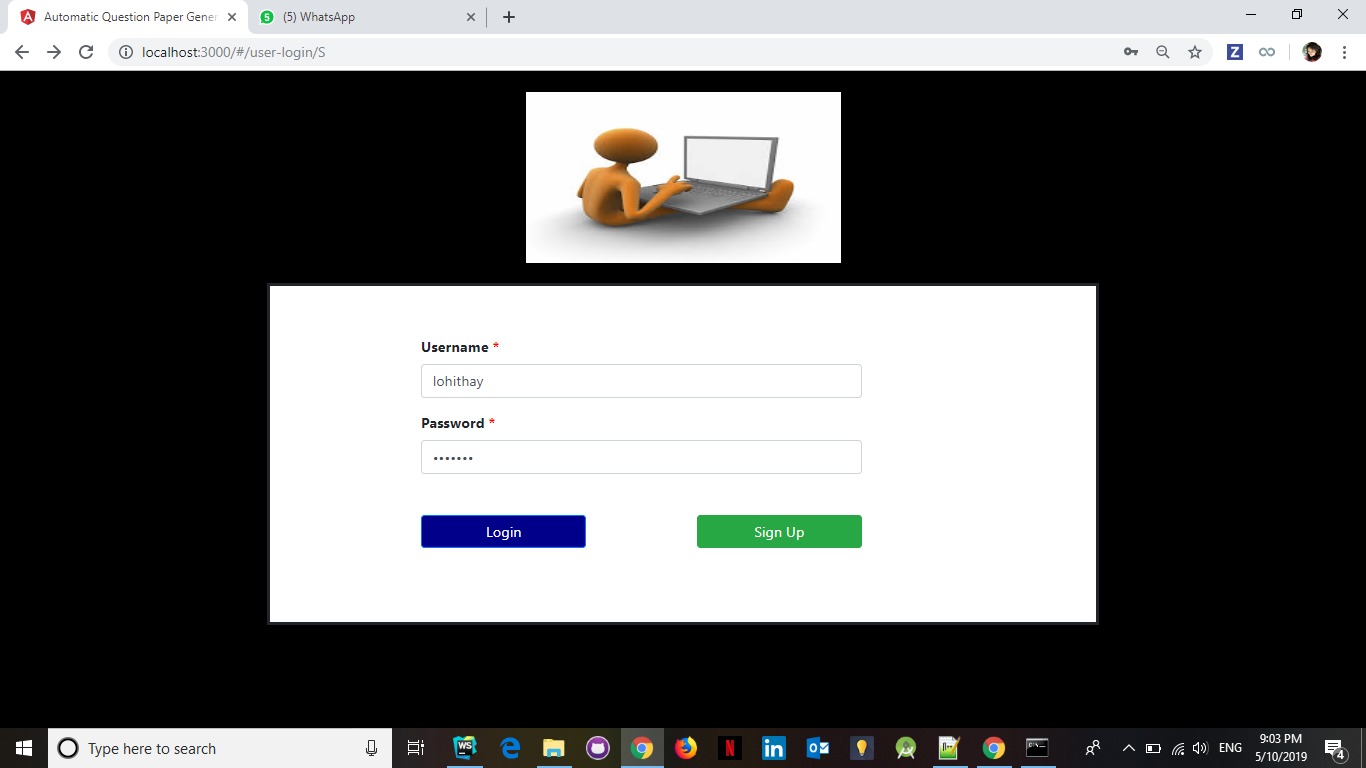 Automatic Question Paper Gener
(5) WhatsApp
localhost:3000/#/user-login/S
Username *
lohithay
Password *
•••••••
Login
Sign Up
Type here to search
ENG
9:03 PM
5/10/2019
4